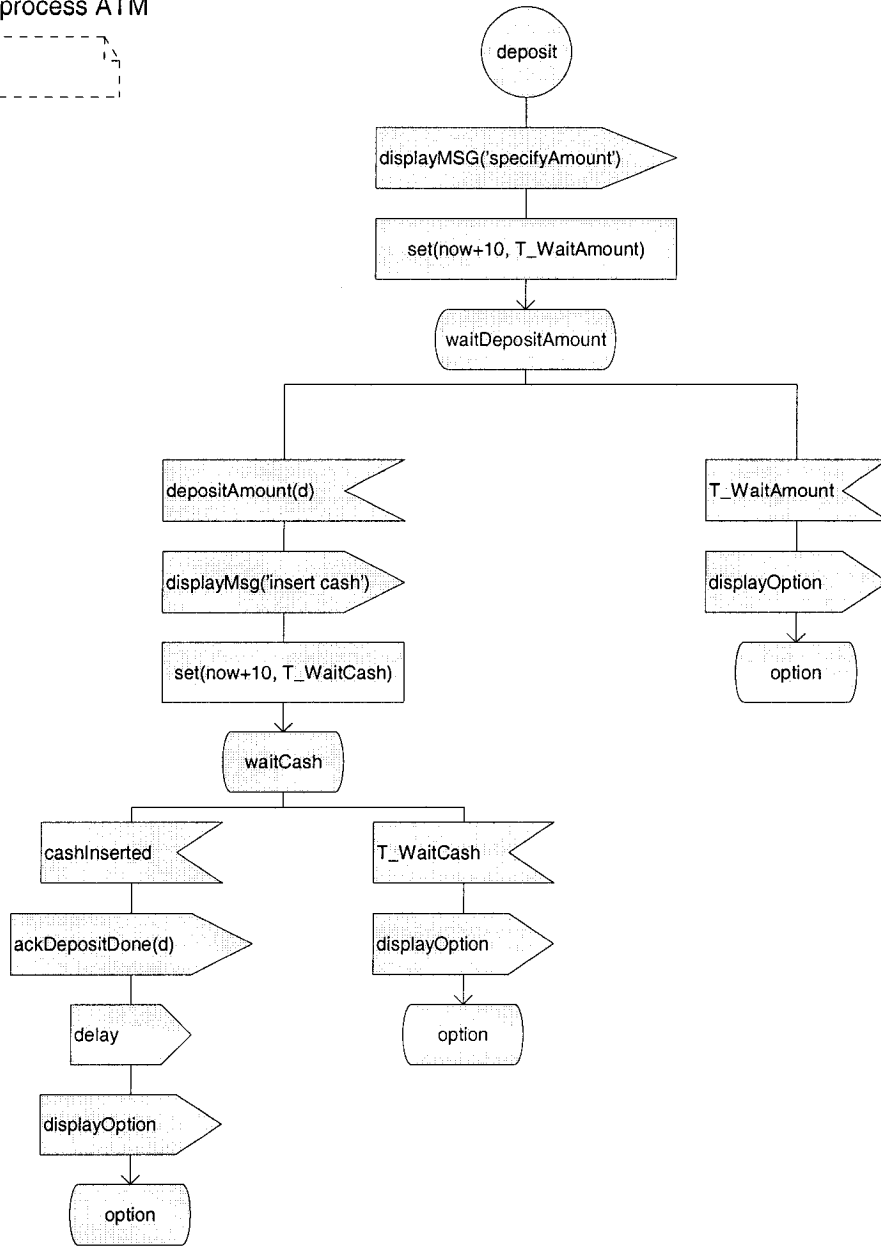 process ATM
deposit
displayMSG('specifyAmount')
set(now+10, T_WaitAmount)
waitDepositAmount
depositAmount(d)
T_WaitAmount
displayMsg('insert cash')
displayOption
set(now+10, T_WaitCash)
option
waitCash
cashInserted
T_WaitCash
ackDepositDone(d)
displayOption
delay
option
displayOption
option